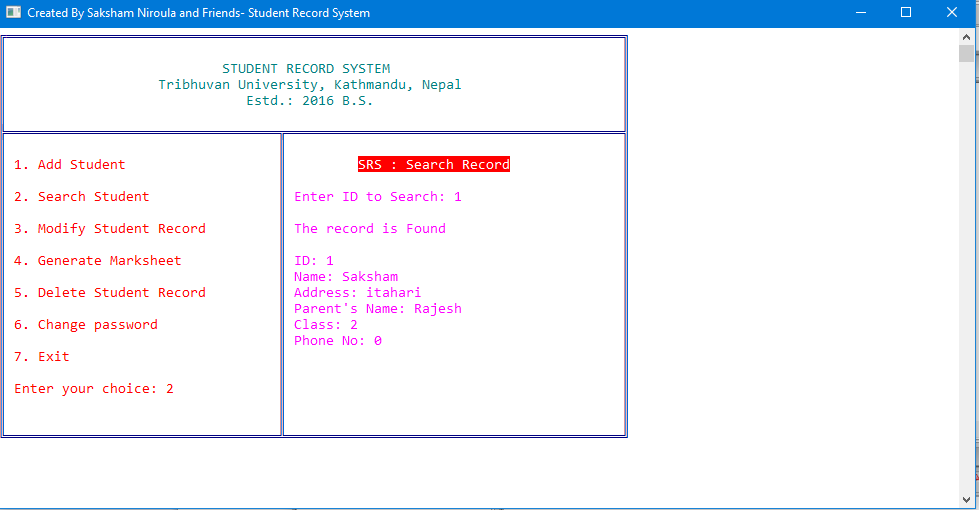 Created By Saksham Niroula and Friends- Student Record System
STUDENT RECORD SYSTEM
Tribhuvan University, Kathmandu, Nepal
Estd.: 2016 B.S.
1. Add Student
2. Search Student
3. Modify Student Record
4. Generate Marksheet
5. Delete Student Record
6. Change password
7. Exit
Enter your choice: 2
SRS : Search Record
Enter ID to Search: 1
The record is Found
ID: 1
Name: Saksham
Address: itahari
Parent's Name: Rajesh
Class: 2
Phone No: 0